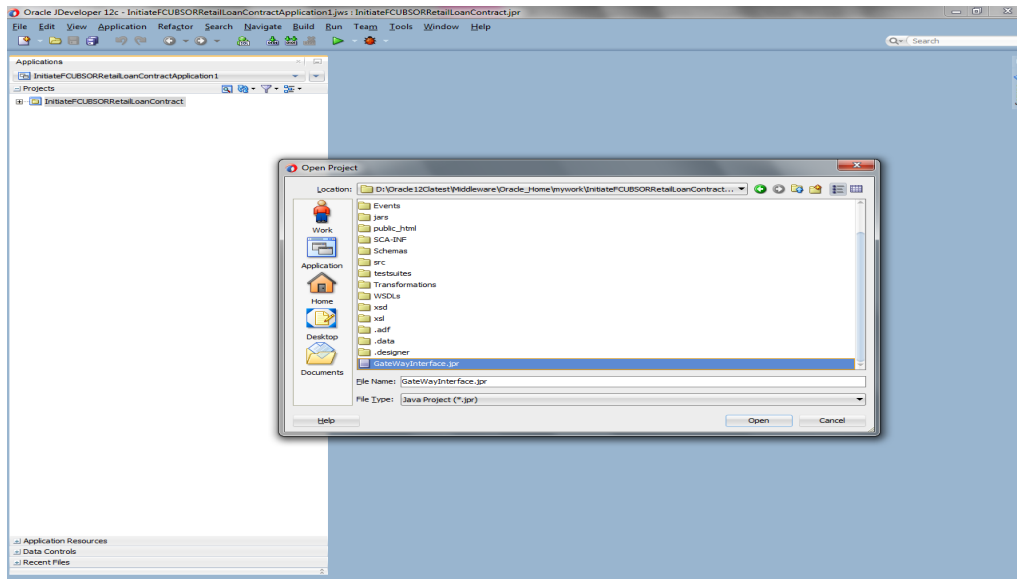 Oracle JDeveloper 12c - InitiateFCUBSORRetailLoanContractApplication1.jws : InitiateFCUBSORRetailLoanContract.jpr
File Edit View Application Refactor Search Navigate Build Run Team Tools Window Help
Search
Applications
InitiateFCUBSORRetailLoanContractApplication1
Projects
InitiateFCUBSORRetailLoanContract
Open Project
Location: D:\Oracle12Clatest\Middleware\Oracle_Home\mywork\InitiateFCUBSORRetailLoanContract...
Work
Application
Home
Desktop
Documents
Events
jars
public_html
SCA-INF
Schemas
src
testsuites
Transformations
WSDLs
xsd
xsl
.adf
.data
.designer
GateWayInterface.jpr
File Name: GateWayInterface.jpr
File Type: Java Project (*.jpr)
Help Open Cancel
Application Resources
Data Controls
Recent Files